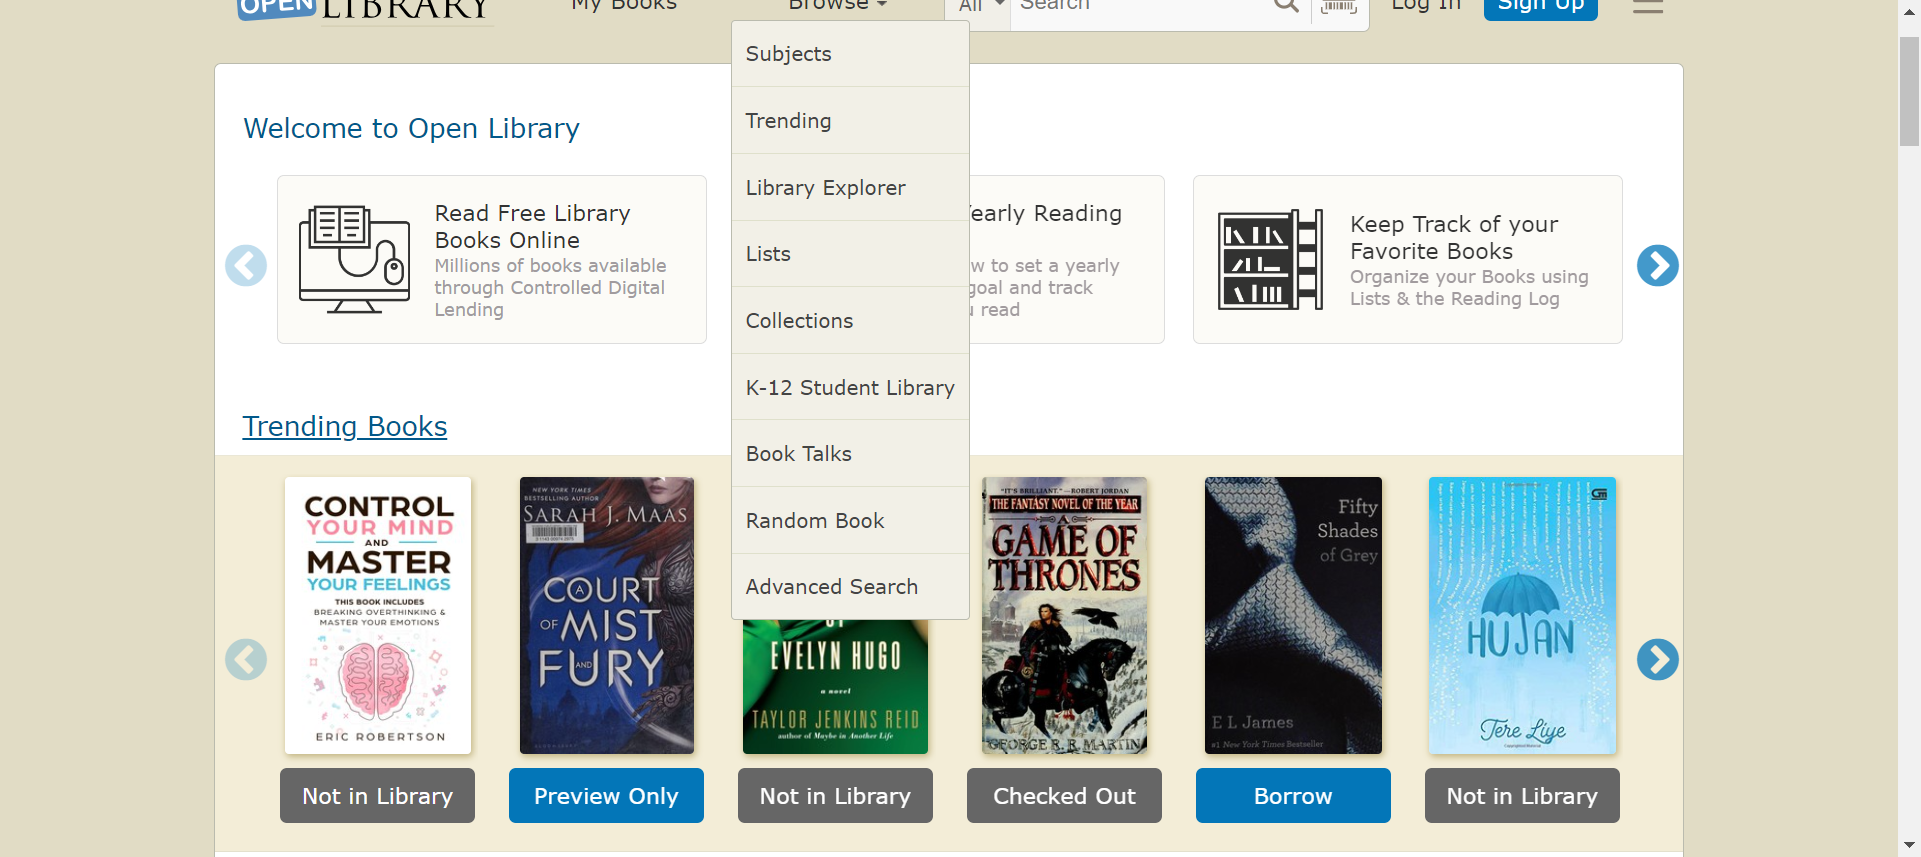 OPEN LIBRARY
My Books
Browse
All
Search
Log In
Sign Up
Subjects
Trending
Library Explorer
Lists
Collections
K-12 Student Library
Book Talks
Random Book
Advanced Search
Welcome to Open Library
Read Free Library
Books Online
Millions of books available
through Controlled Digital
Lending
Yearly Reading
to set a yearly
goal and track
read
Keep Track of your
Favorite Books
Organize your Books using
Lists & the Reading Log
Trending Books
CONTROL
YOUR MIND
AND
MASTER
YOUR FEELINGS
THIS BOOK INCLUDES
BREAKING OVERTHINKING &
MASTER YOUR EMOTIONS
ERIC ROBERTSON
Not in Library
NEW YORK TIMES
BESTSELLING AUTHOR
SARAH J. MAAS
A
COURT
OF MIST
AND
FURY
BLOOMSBURY
Preview Only
OF
EVELYN HUGO
a novel
TAYLOR JENKINS REID
author of Maybe in Another Life
Not in Library
"IT'S BRILLIANT."—ROBERT JORDAN
THE FANTASY NOVEL OF THE YEAR
A
GAME OF
THRONES
GEORGE R. R. MARTIN
Checked Out
Fifty
Shades
of Grey
E L James
#1 New York Times Bestseller
Borrow
GM
HUJAN
Tere Liye
Not in Library